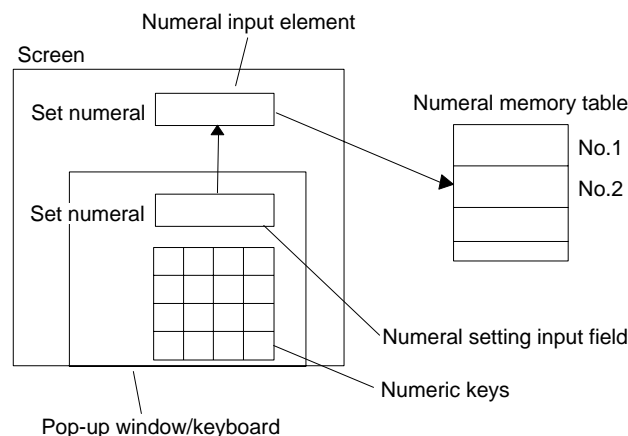 Numeral input element
Screen
Set numeral
Numeral memory table
No.1
No.2
Set numeral
Numeral setting input field
Numeric keys
Pop-up window/keyboard